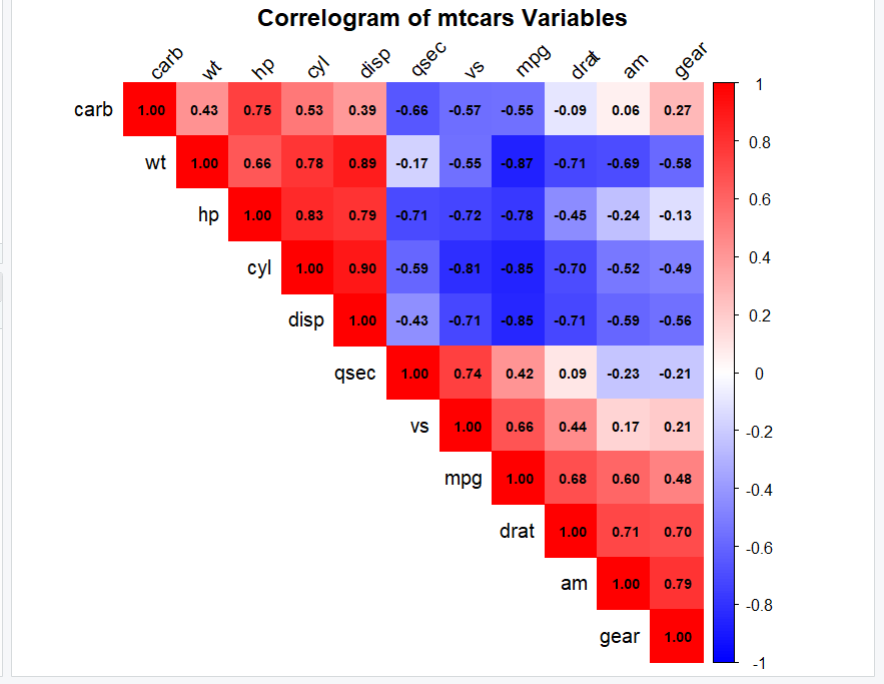 Correlogram of mtcars Variables
carb wt hp cyl disp qsec vs mpg drat am gear
carb 1.00 0.43 0.75 0.53 0.39 -0.66 -0.57 -0.55 -0.09 0.06 0.27
wt 1.00 0.66 0.78 0.89 -0.17 -0.55 -0.87 -0.71 -0.69 -0.58
hp 1.00 0.83 0.79 -0.71 -0.72 -0.78 -0.45 -0.24 -0.13
cyl 1.00 0.90 -0.59 -0.81 -0.85 -0.70 -0.52 -0.49
disp 1.00 -0.43 -0.71 -0.85 -0.71 -0.59 -0.56
qsec 1.00 0.74 0.42 0.09 -0.23 -0.21
vs 1.00 0.66 0.44 0.17 0.21
mpg 1.00 0.68 0.60 0.48
drat 1.00 0.71 0.70
am 1.00 0.79
gear 1.00
1
0.8
0.6
0.4
0.2
0
-0.2
-0.4
-0.6
-0.8
-1